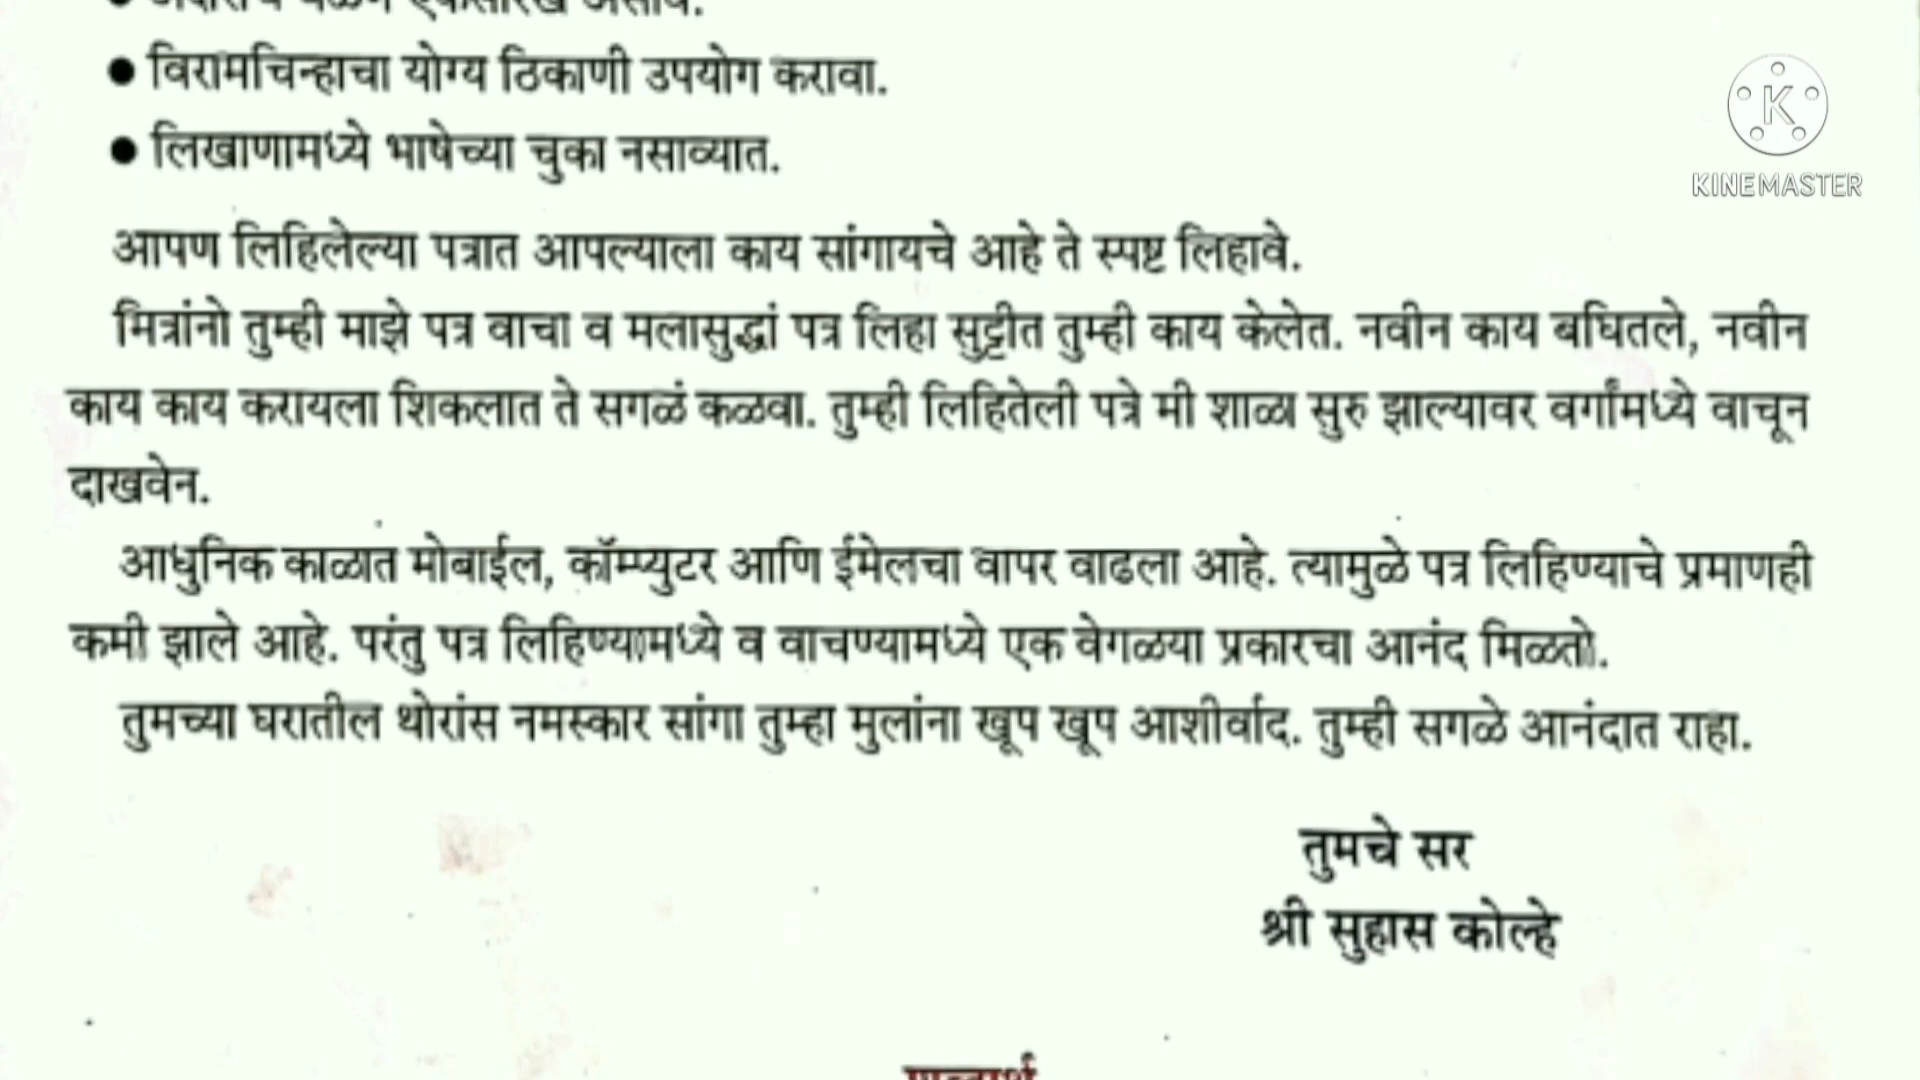 ● विरामचिन्हाचा योग्य ठिकाणी उपयोग करावा.
● लिखाणामध्ये भाषेच्या चुका नसाव्यात.
आपण लिहिलेल्या पत्रात आपल्याला काय सांगायचे आहे ते स्पष्ट लिहावे.
मित्रांनो तुम्ही माझे पत्र वाचा व मलासुद्धां पत्र लिहा सुट्टीत तुम्ही काय केलेत. नवीन काय बघितले, नवीन
काय काय करायला शिकलात ते सगळं कळवा. तुम्ही लिहितेली पत्रे मी शाळा सुरु झाल्यावर वर्गांमध्ये वाचून
दाखवेन.
आधुनिक काळात मोबाईल, कॉम्प्युटर आणि ईमेलचा वापर वाढला आहे. त्यामुळे पत्र लिहिण्याचे प्रमाणही
कमी झाले आहे. परंतु पत्र लिहिण्यामध्ये व वाचण्यामध्ये एक वेगळया प्रकारचा आनंद मिळतो.
तुमच्या घरातील थोरांस नमस्कार सांगा तुम्हा मुलांना खूप खूप आशीर्वाद. तुम्ही सगळे आनंदात राहा.
तुमचे सर
श्री सुहास कोल्हे
K
KINEMASTER